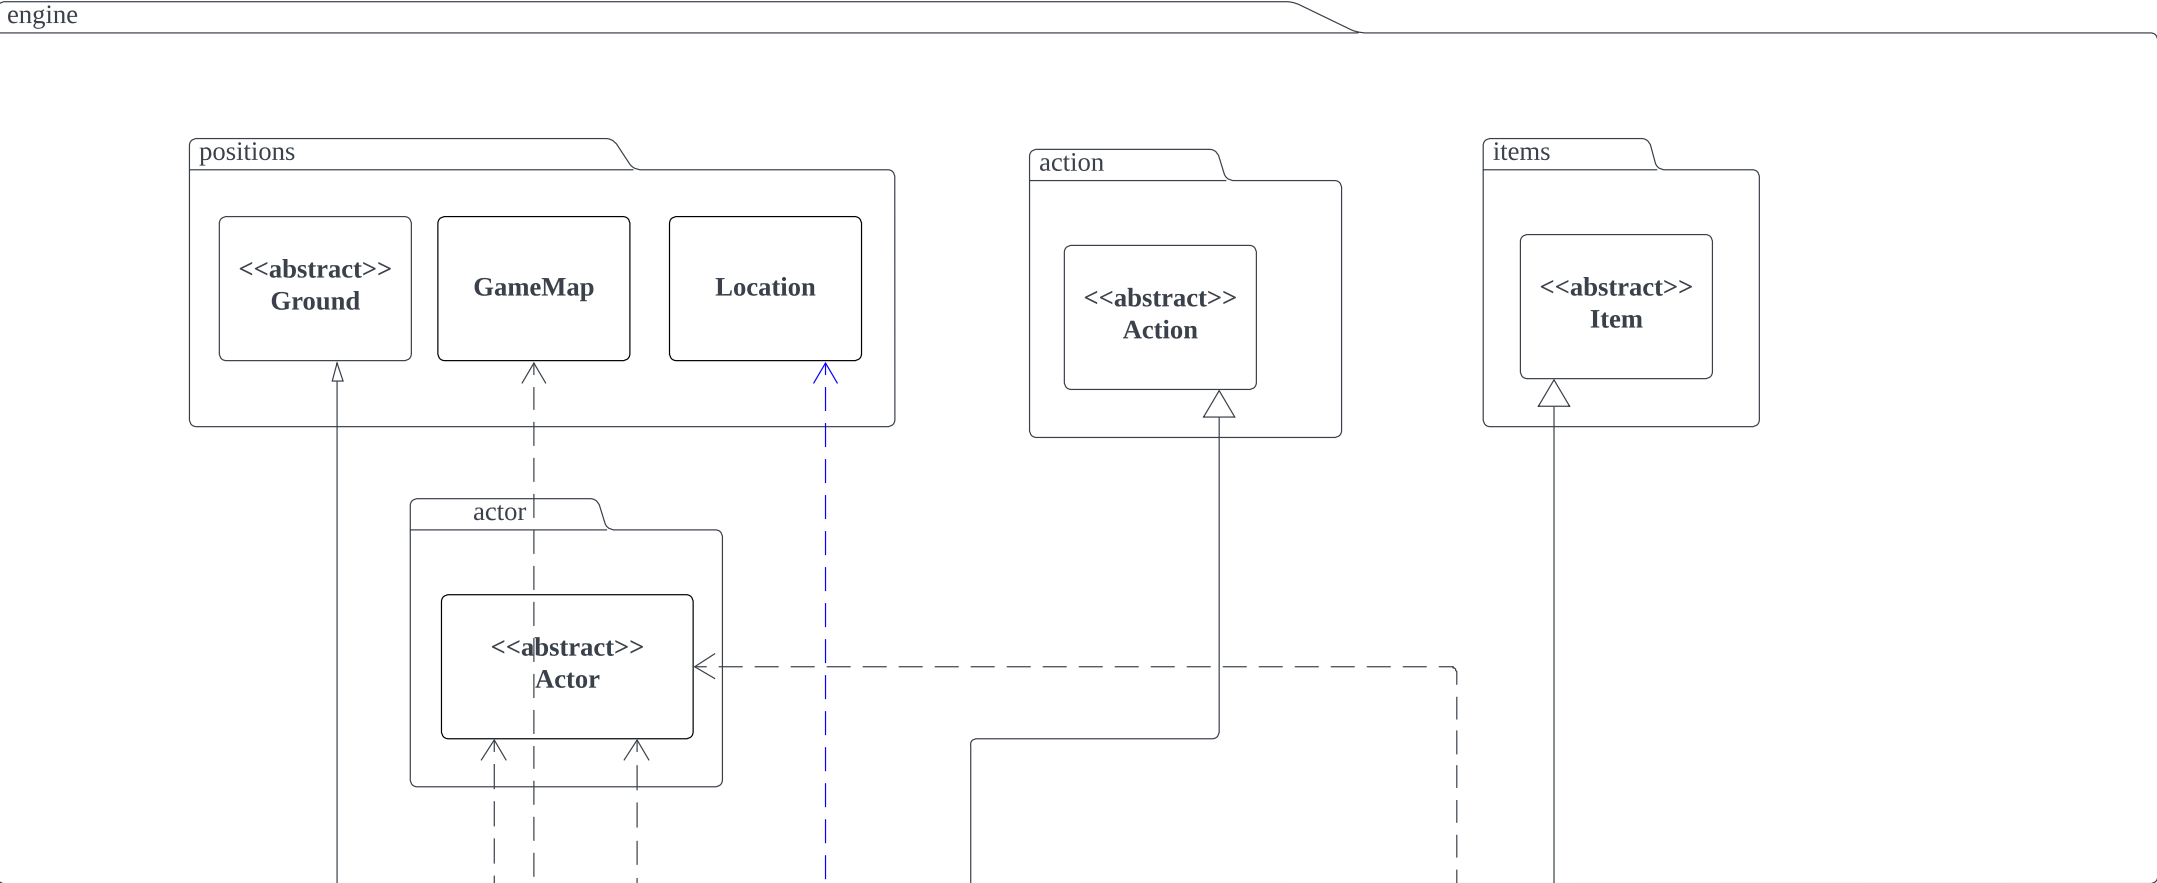 engine
positions
<<abstract>>
Ground
GameMap
Location
action
<<abstract>>
Action
items
<<abstract>>
Item
actor
<<abstract>>
Actor